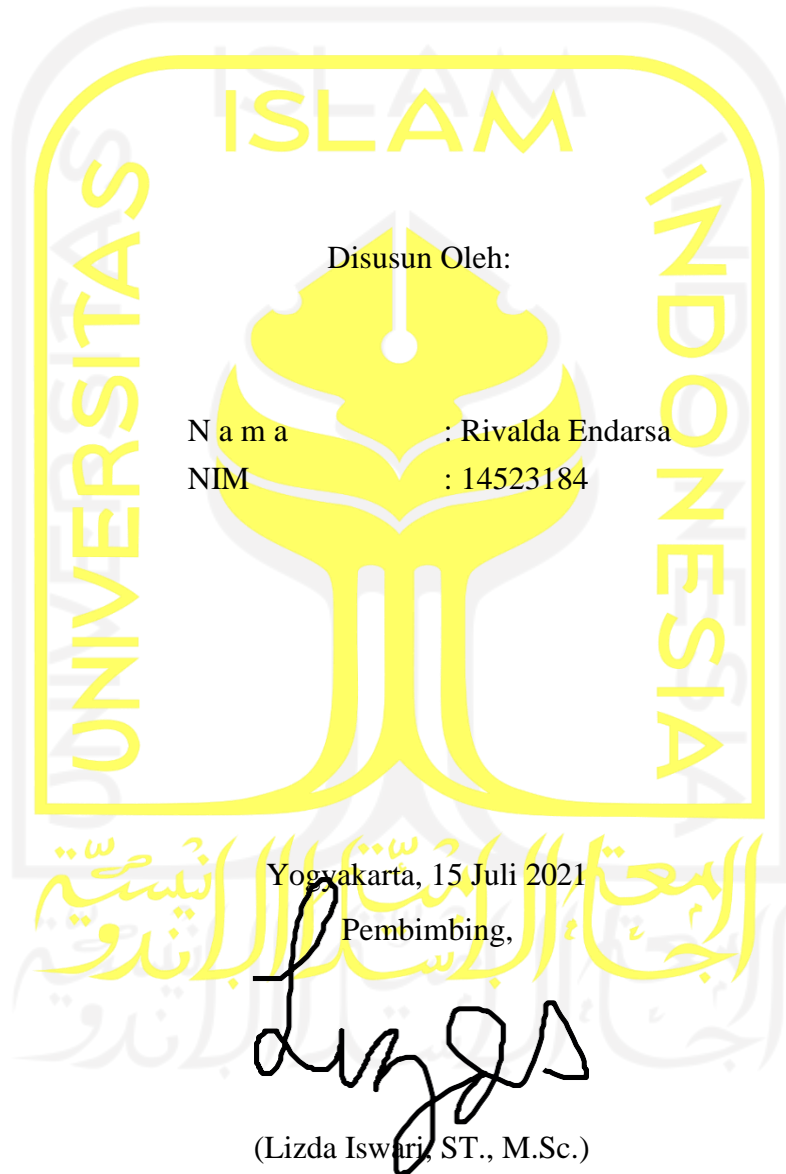 ISLAM
UNIVERSITAS
INDONESIA
Disusun Oleh:
N a m a : Rivalda Endarsa
NIM : 14523184
Yogyakarta, 15 Juli 2021
Pembimbing,
(Lizda Iswari, ST., M.Sc.)